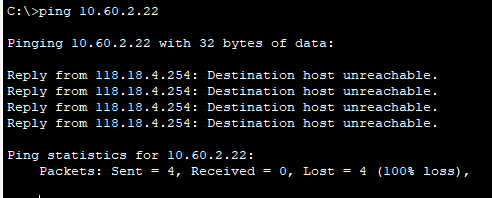 C:\>ping 10.60.2.22
Pinging 10.60.2.22 with 32 bytes of data:
Reply from 118.18.4.254: Destination host unreachable.
Reply from 118.18.4.254: Destination host unreachable.
Reply from 118.18.4.254: Destination host unreachable.
Reply from 118.18.4.254: Destination host unreachable.
Ping statistics for 10.60.2.22:
    Packets: Sent = 4, Received = 0, Lost = 4 (100% loss),